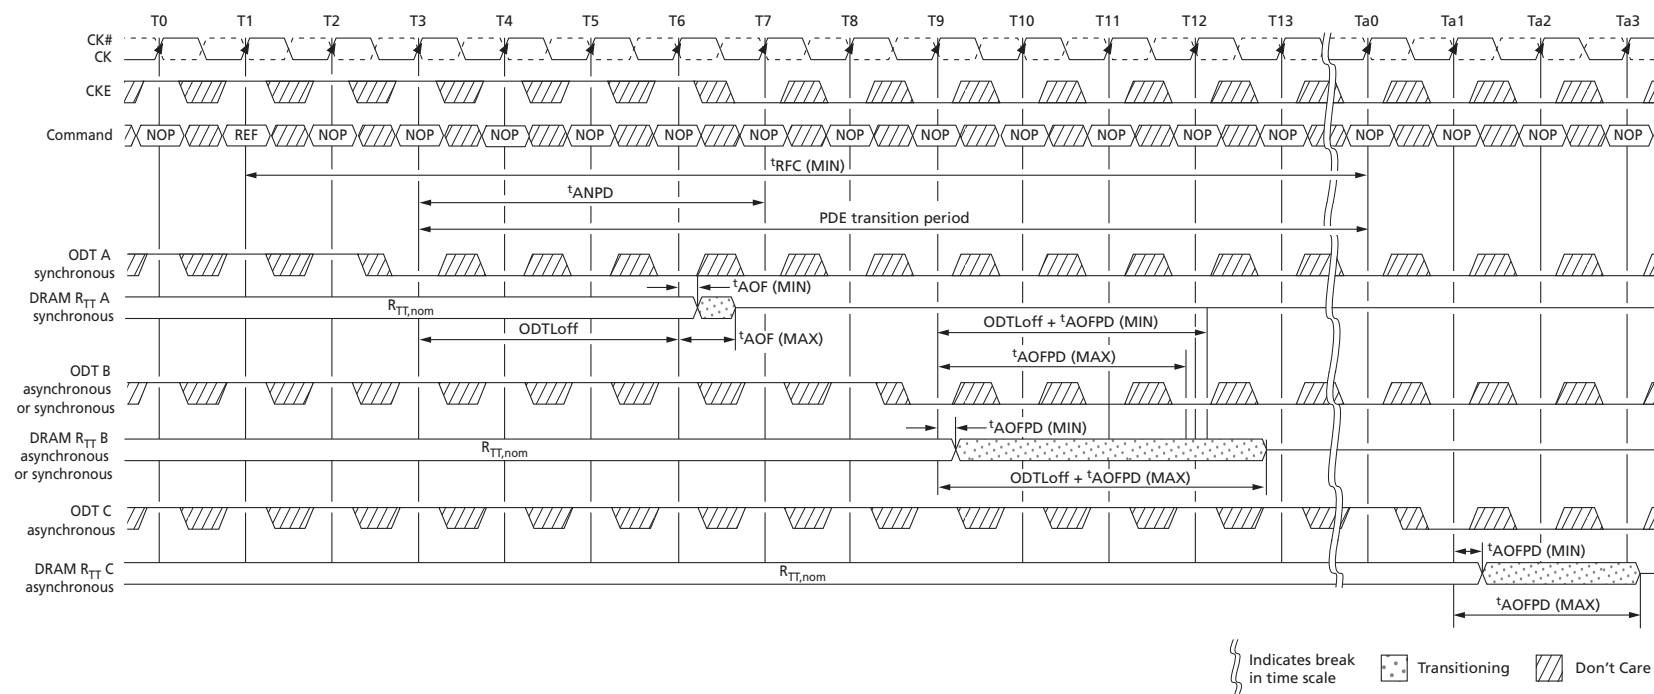 T0 T1 T2 T3 T4 T5 T6 T7 T8 T9 T10 T11 T12 T13 Ta0 Ta1 Ta2 Ta3
CK#
CK
CKE
Command NOP REF NOP NOP NOP NOP NOP NOP NOP NOP NOP NOP NOP NOP NOP NOP NOP NOP
tRFC (MIN)
tANPD
PDE transition period
ODT A
synchronous
tAOF (MIN)
DRAM RTT A
synchronous
RTT,nom
ODTLoff + tAOFPD (MIN)
ODTLoff
tAOF (MAX)
tAOFPD (MAX)
ODT B
asynchronous
or synchronous
tAOFPD (MIN)
DRAM RTT B
asynchronous
or synchronous
RTT,nom
ODTLoff + tAOFPD (MAX)
ODT C
asynchronous
tAOFPD (MIN)
DRAM RTT C
asynchronous
RTT,nom
tAOFPD (MAX)
Indicates break
in time scale
Transitioning
Don't Care